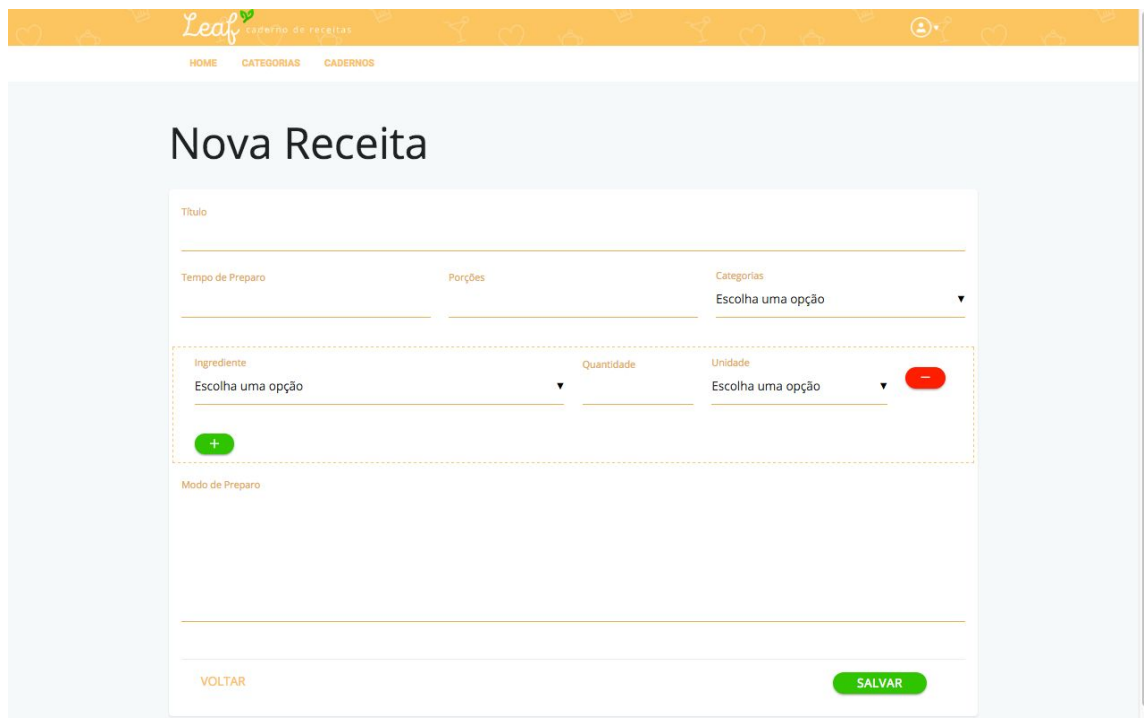 Leaf caderno de receitas
HOME CATEGORIAS CADERNOS
Nova Receita
Título
Tempo de Preparo Porções Categorias
Escolha uma opção
Ingrediente Quantidade Unidade
Escolha uma opção Escolha uma opção
Modo de Preparo
VOLTAR SALVAR